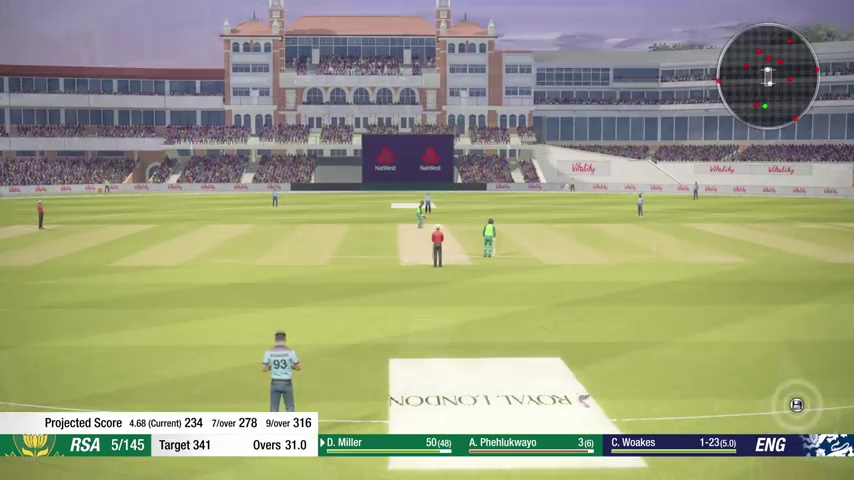 NatWest NatWest
Vitality
Vitality Vitality
93
ROYAL LONDON
Projected Score 4.68 (Current) 234 7/over 278 9/over 316
RSA 5/145 Target 341 Overs 31.0 D. Miller 50(48) A. Phehlukwayo 3(6) C. Woakes 1-23(5.0) ENG